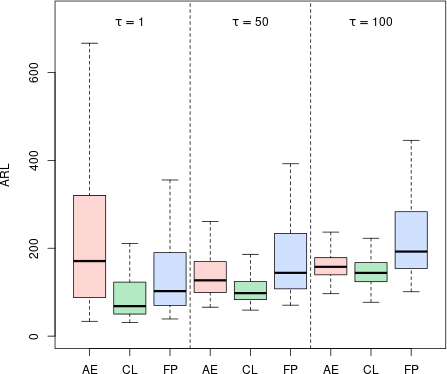 τ = 1 τ = 50 τ = 100
ARL
600
400
200
0
AE CL FP AE CL FP AE CL FP